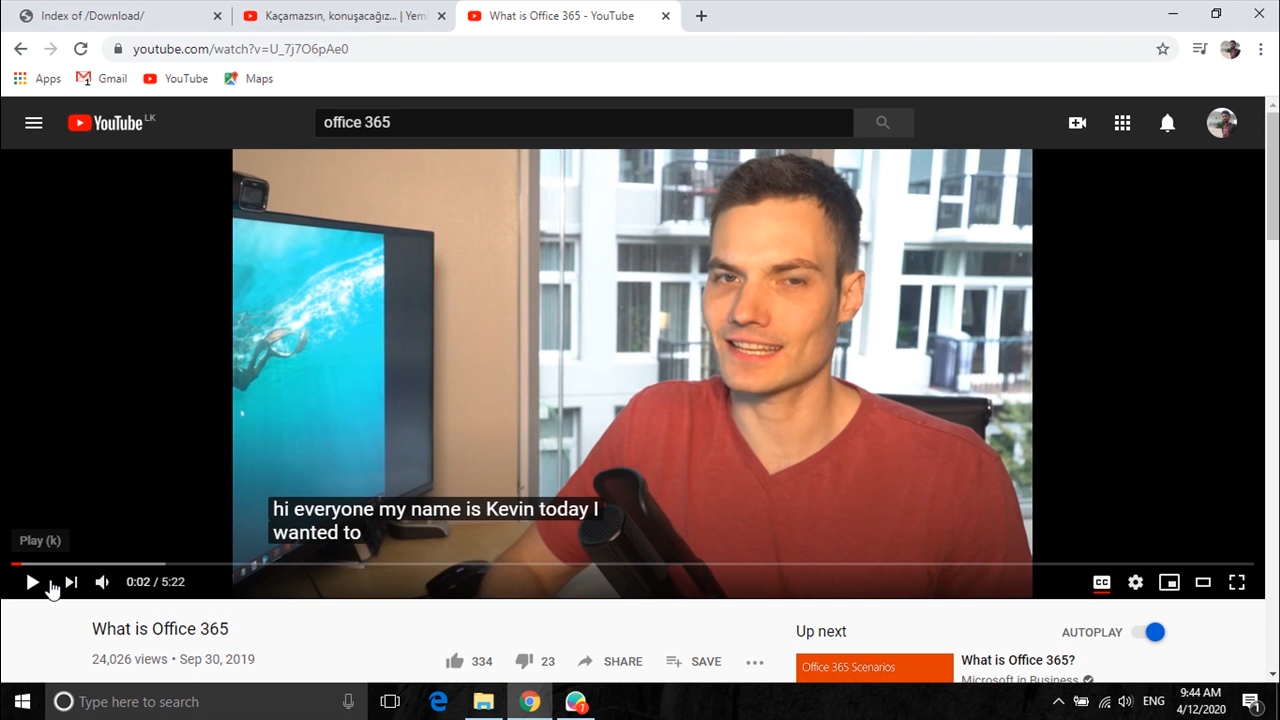 Index of /Download/
Kaçamazsın, konuşacağız... | Yem
What is Office 365 - YouTube
youtube.com/watch?v=U_7j7O6pAe0
Apps
Gmail
YouTube
Maps
YouTube LK
office 365
hi everyone my name is Kevin today I
wanted to
Play (k)
0:02 / 5:22
CC
What is Office 365
24,026 views • Sep 30, 2019
334
23
SHARE
SAVE
Up next
AUTOPLAY
Office 365 Scenarios
What is Office 365?
Microsoft in Business
Type here to search
7
ENG
9:44 AM
4/12/2020
1